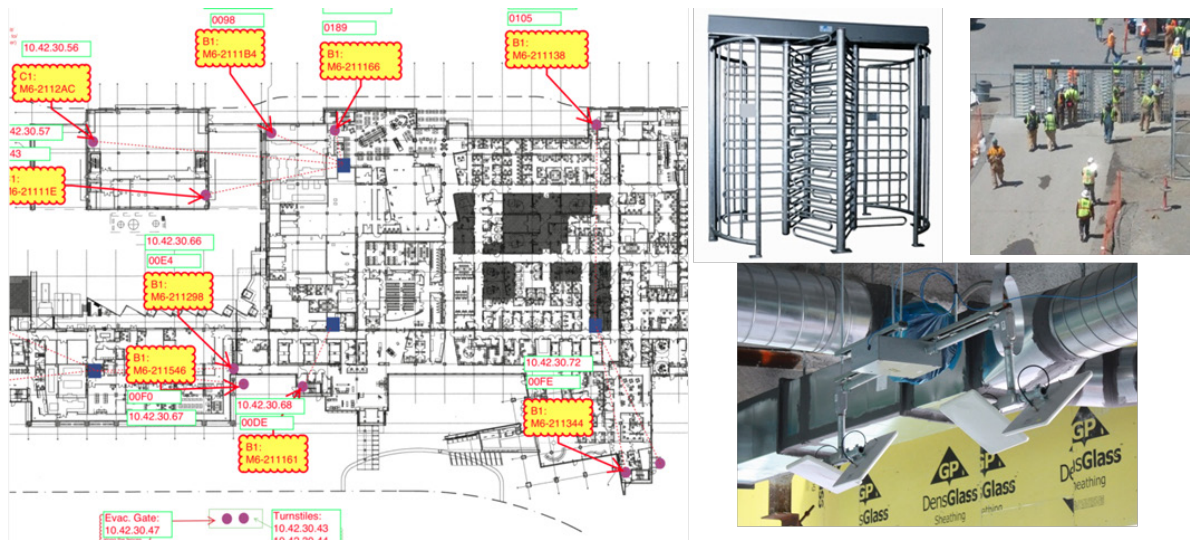 0098
0189
0105
10.42.30.56
B1:
M6-2111B4
B1:
M6-211166
B1:
M6-211138
C1:
M6-2112AC
42.30.57
43
M6-21111E
10.42.30.66
00E4
B1:
M6-211298
B1:
M6-211546
00F0
10.42.30.67
10.42.30.68
00DE
B1:
M6-211161
10.42.30.72
00FE
B1:
M6-211344
Evac. Gate:
10.42.30.47
Turnstiles:
10.42.30.43
GP
DensGlass
Sheathing
GP
DensGlass
Sheathing
GP
DensGlass
Sheathing
GP
DensGlass
Sheathing